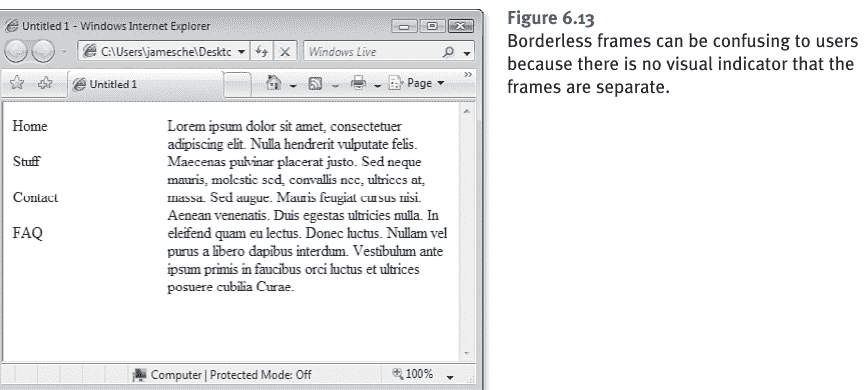 Untitled 1 - Windows Internet Explorer
C:\Users\jamesche\Desktc
Windows Live
Untitled 1
Page
Home
Stuff
Contact
FAQ
Lorem ipsum dolor sit amet, consectetuer
adipiscing elit. Nulla hendrerit vulputate felis.
Maecenas pulvinar placerat justo. Sed neque
mauris, molestie sed, convallis nec, ultrices at,
massa. Sed augue. Mauris feugiat cursus nisi.
Aenean venenatis. Duis egestas ultricies nulla. In
eleifend quam eu lectus. Donec luctus. Nullam vel
purus a libero dapibus interdum. Vestibulum ante
ipsum primis in faucibus orci luctus et ultrices
posuere cubilia Curae.
Computer | Protected Mode: Off
100%
Figure 6.13
Borderless frames can be confusing to users
because there is no visual indicator that the
frames are separate.